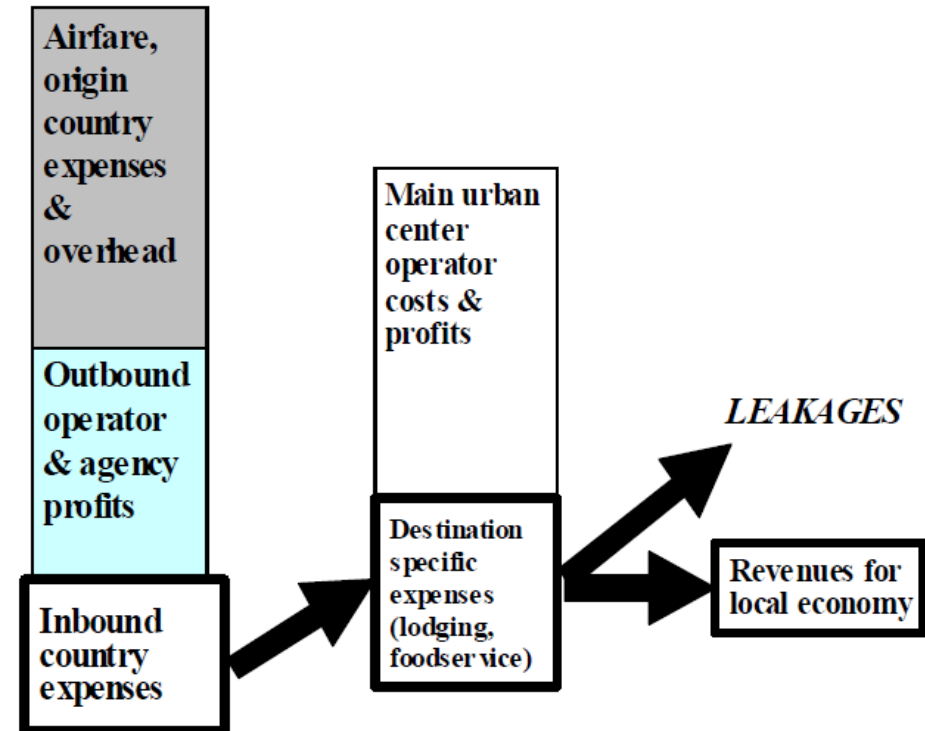 Airfare,
origin
country
expenses
&
overhead
Outbound
operator
& agency
profits
Inbound
country
expenses
Main urban
center
operator
costs &
profits
Destination
specific
expenses
(lodging,
foodservice)
LEAKAGES
Revenues for
local economy